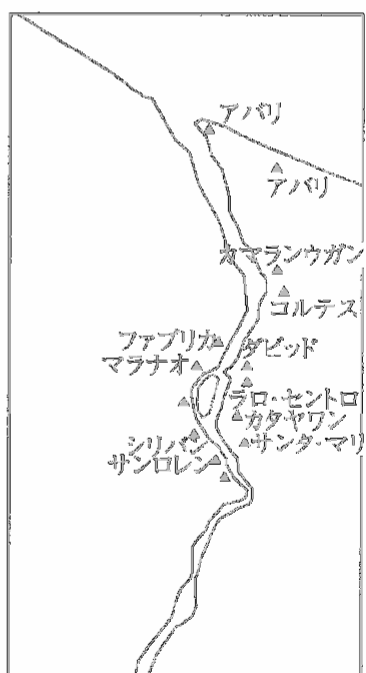 アパリ
アパリ
カマランウガン
コルテス
ファブリカ
ダビッド
マラナオ
ラロ・セントロ
カタヤワン
シリバン
サンタ・マリ
サンロレン